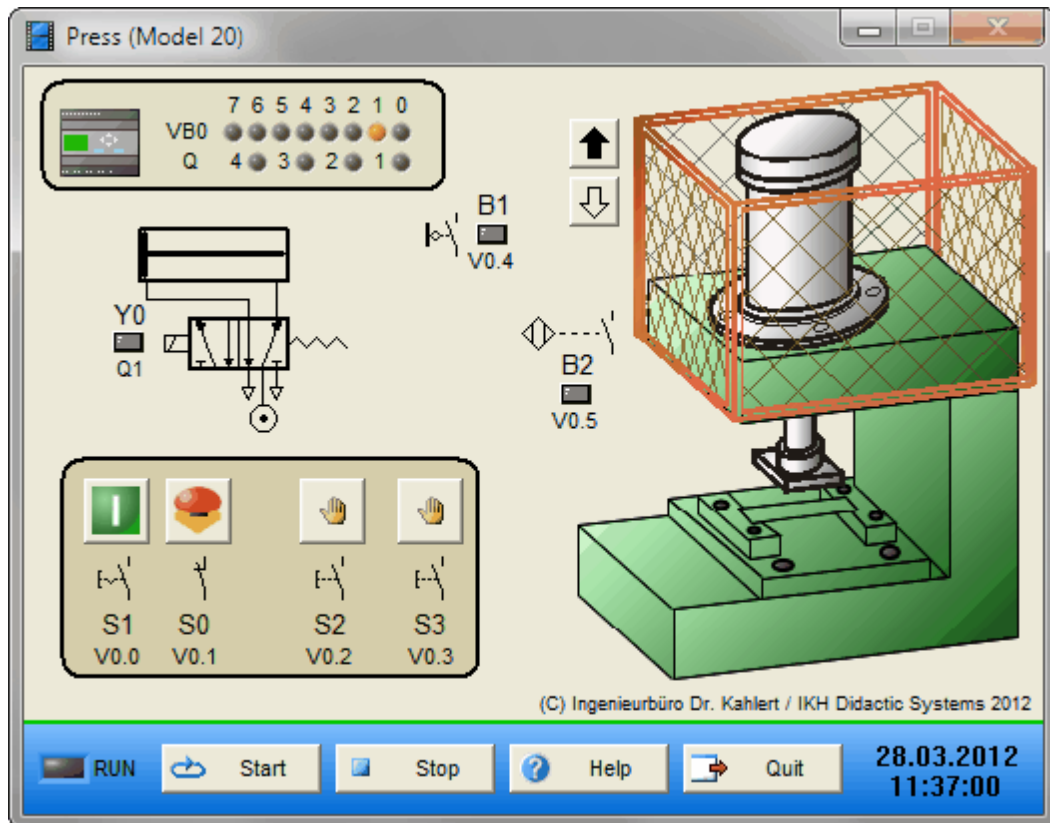 Press (Model 20)
7 6 5 4 3 2 1 0
VB0
Q 4 3 2 1
B1
V0.4
Y0
Q1
B2
V0.5
S1 S0 S2 S3
V0.0 V0.1 V0.2 V0.3
(C) Ingenieurbüro Dr. Kahlert / IKH Didactic Systems 2012
RUN Start Stop Help Quit
28.03.2012
11:37:00